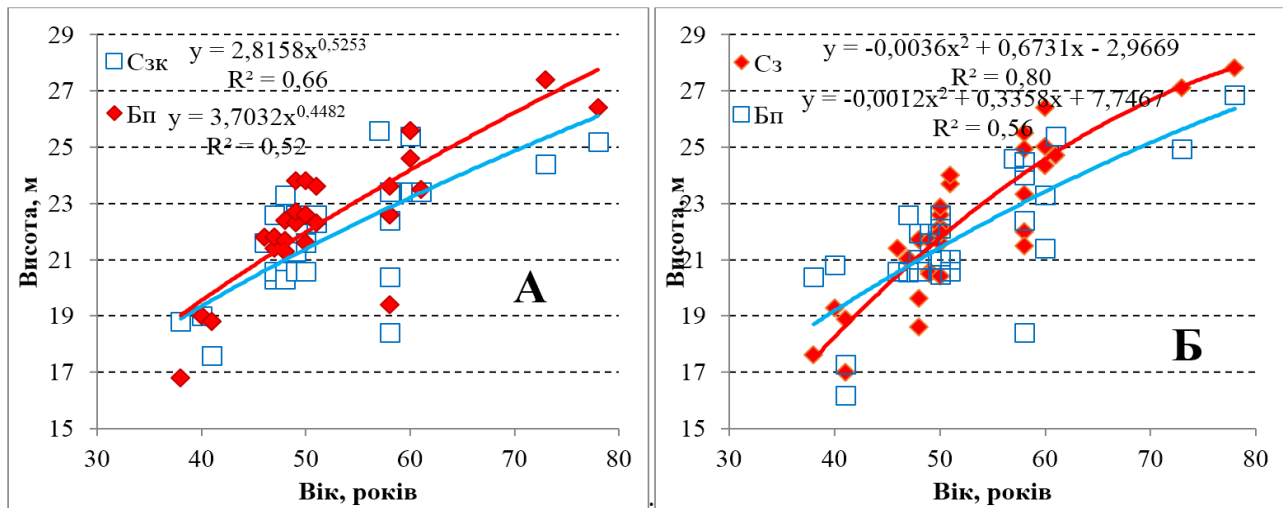 29
27
25
23
21
19
17
15
Висота, м
Сзк
y = 2,8158x^0,5253
R² = 0,66
Бп
y = 3,7032x^0,4482
R² = 0,52
А
30 40 50 60 70 80
Вік, років
.
29
27
25
23
21
19
17
15
Висота, м
y = -0,0036x² + 0,6731x - 2,9669
Сз
R² = 0,80
Бп
y = -0,0012x² + 0,3358x + 7,7467
R² = 0,56
Б
30 40 50 60 70 80
Вік, років